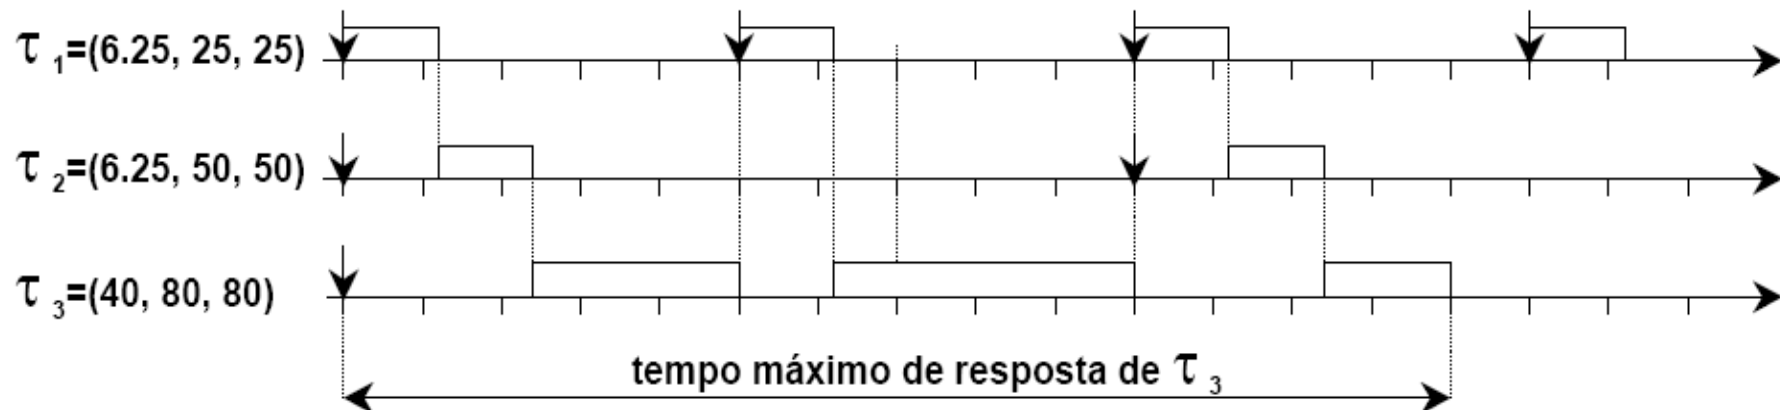 τ 1=(6.25, 25, 25)
τ 2=(6.25, 50, 50)
τ 3=(40, 80, 80)
tempo máximo de resposta de τ 3